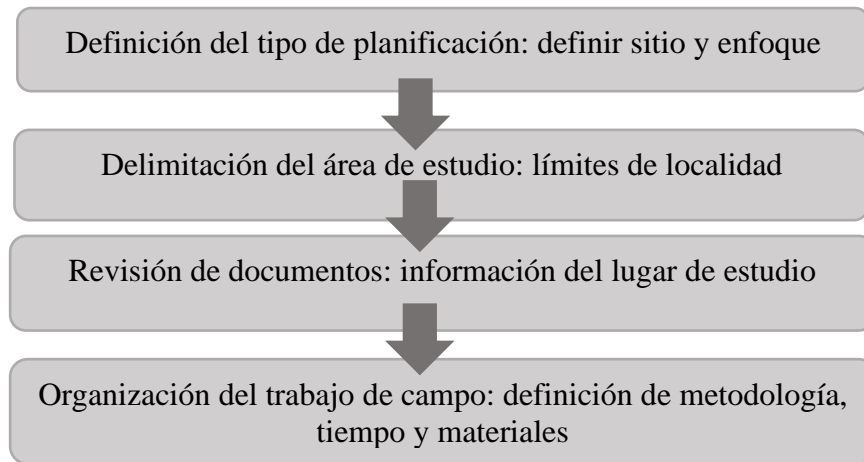 Definición del tipo de planificación: definir sitio y enfoque
Delimitación del área de estudio: límites de localidad
Revisión de documentos: información del lugar de estudio
Organización del trabajo de campo: definición de metodología,
tiempo y materiales